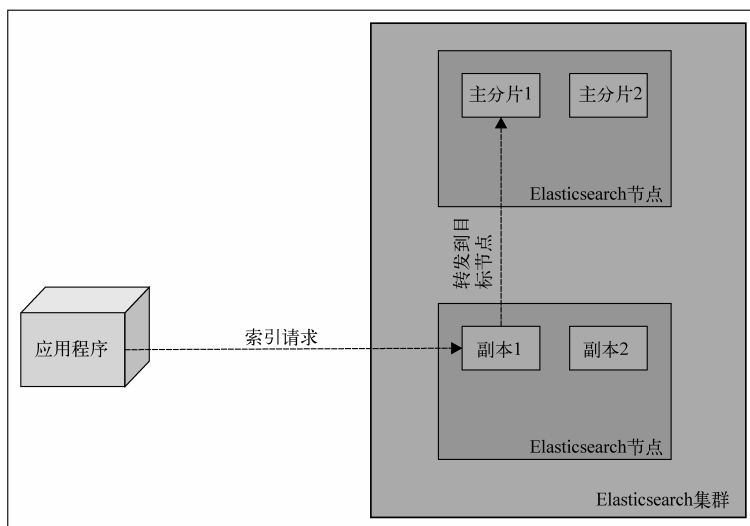 主分片1
主分片2
Elasticsearch节点
转发到目
标节点
应用程序
索引请求
副本1
副本2
Elasticsearch节点
Elasticsearch集群